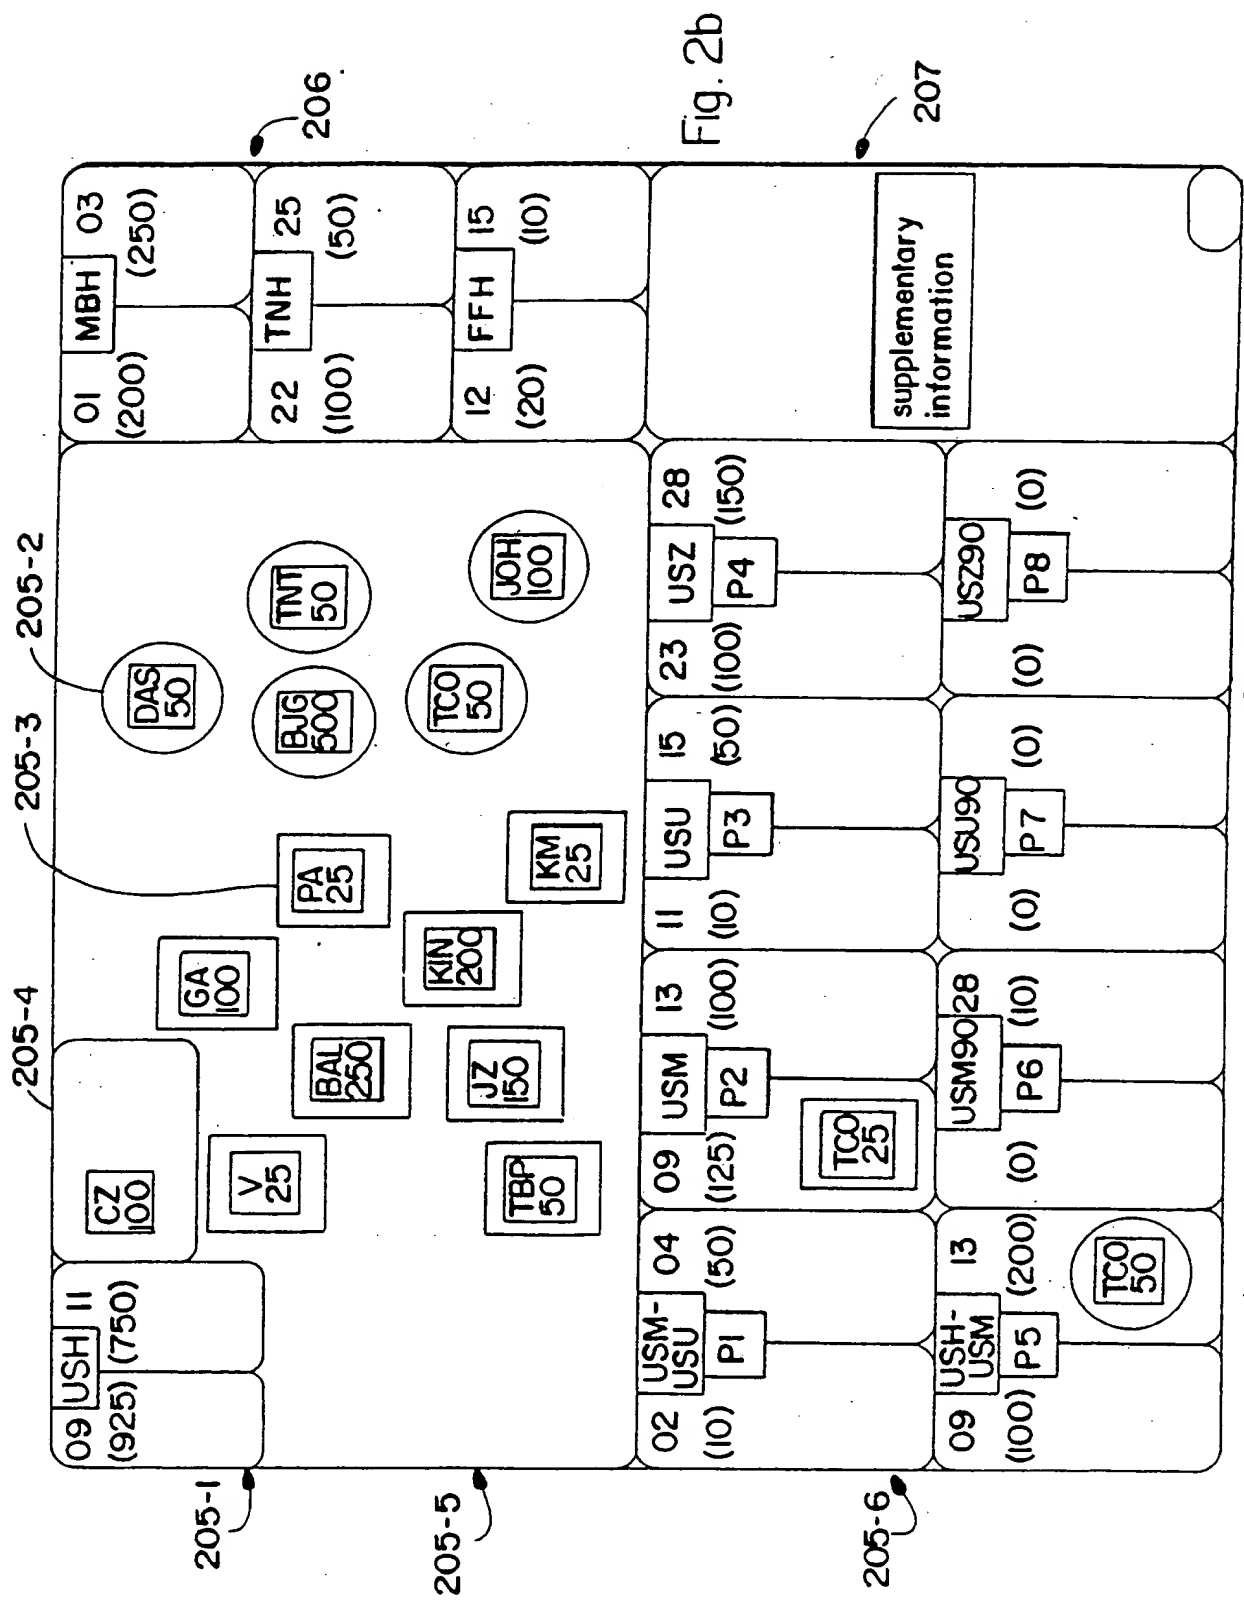 205-4
205-3
205-2
09 USH 11
(925) (750)
CZ
100
V
25
GA
100
PA
25
DAS
50
TNT
50
BJG
500
BAL
250
KIN
200
TCO
50
JOH
100
JZ
150
TBP
50
KM
25
01 MBH 03
(200) (250)
22 TNH 25
(100) (50)
12 FFH 15
(20) (10)
206
205-1
205-5
02 USM-USU 04
(10) P1 (50)
09 USM 13
(125) P2 (100)
TCO
25
11 USU 15
(10) P3 (50)
23 USZ 28
(100) P4 (150)
09 USH-USM 13
(100) P5 (200)
TCO
50
USM90 28
(0) P6 (10)
USU90
(0) P7 (0)
USZ90
(0) P8 (0)
supplementary
information
205-6
207
Fig. 2b